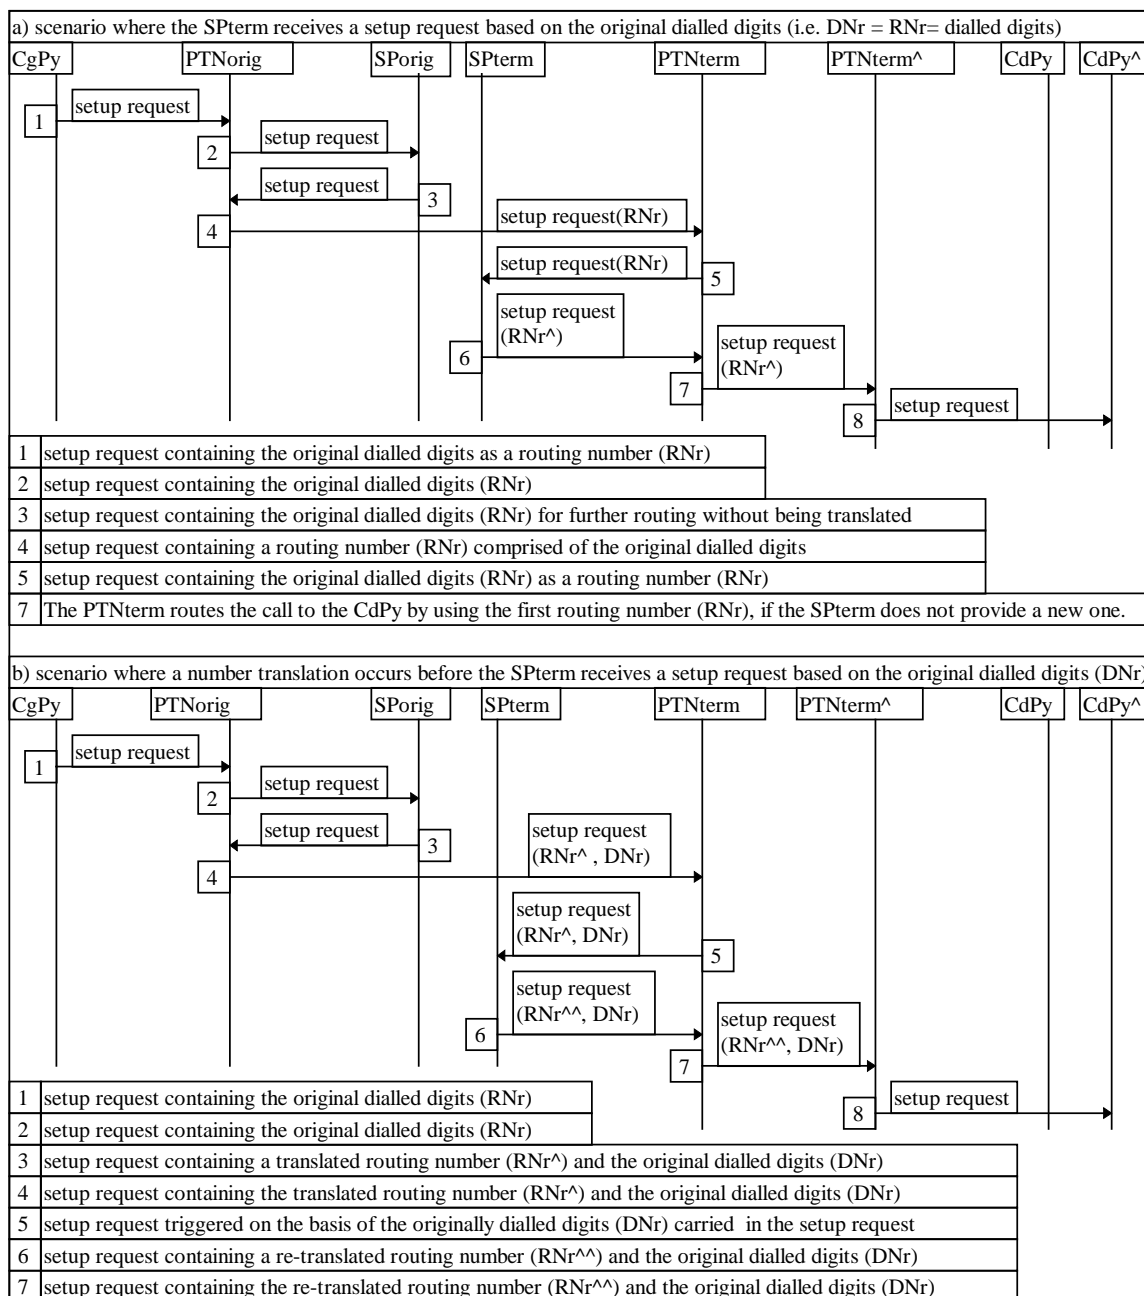 a) scenario where the SPterm receives a setup request based on the original dialled digits (i.e. DNr = RNr= dialled digits)
CgPy PTNorig SPorig SPterm PTNterm PTNterm^ CdPy CdPy^
setup request
1
setup request
2
setup request
3
setup request(RNr)
4
setup request(RNr)
5
setup request
(RNr^)
6
setup request
(RNr^)
7
setup request
8
1 setup request containing the original dialled digits as a routing number (RNr)
2 setup request containing the original dialled digits (RNr)
3 setup request containing the original dialled digits (RNr) for further routing without being translated
4 setup request containing a routing number (RNr) comprised of the original dialled digits
5 setup request containing the original dialled digits (RNr) as a routing number (RNr)
7 The PTNterm routes the call to the CdPy by using the first routing number (RNr), if the SPterm does not provide a new one.
b) scenario where a number translation occurs before the SPterm receives a setup request based on the original dialled digits (DNr)
CgPy PTNorig SPorig SPterm PTNterm PTNterm^ CdPy CdPy^
setup request
1
setup request
2
setup request
3
setup request
(RNr^ , DNr)
4
setup request
(RNr^, DNr)
5
setup request
(RNr^^, DNr)
6
setup request
(RNr^^, DNr)
7
setup request
8
1 setup request containing the original dialled digits (RNr)
2 setup request containing the original dialled digits (RNr)
3 setup request containing a translated routing number (RNr^) and the original dialled digits (DNr)
4 setup request containing the translated routing number (RNr^) and the original dialled digits (DNr)
5 setup request triggered on the basis of the originally dialled digits (DNr) carried in the setup request
6 setup request containing a re-translated routing number (RNr^^) and the original dialled digits (DNr)
7 setup request containing the re-translated routing number (RNr^^) and the original dialled digits (DNr)